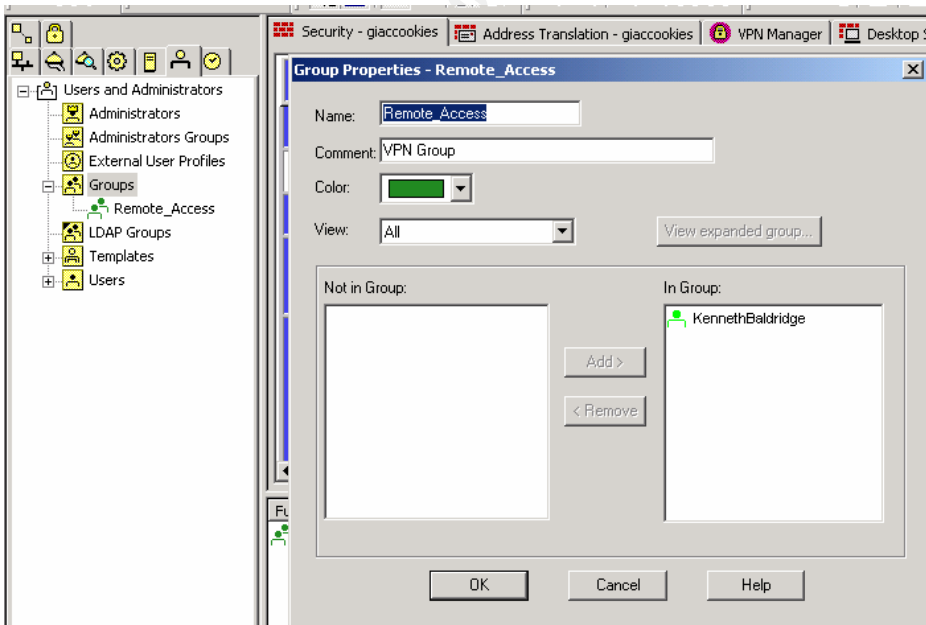 Security - giaccookies
Address Translation - giaccookies
VPN Manager
Desktop
Users and Administrators
Administrators
Administrators Groups
External User Profiles
Groups
Remote_Access
LDAP Groups
Templates
Users
Group Properties - Remote_Access
Name: Remote_Access
Comment: VPN Group
Color:
View: All
View expanded group...
Not in Group:
In Group:
KennethBaldridge
Add >
< Remove
OK
Cancel
Help